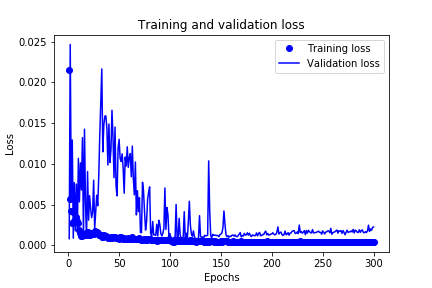 Training and validation loss
Training loss
Validation loss
0.025
0.020
0.015
0.010
0.005
0.000
Loss
0
50
100
150
200
250
300
Epochs